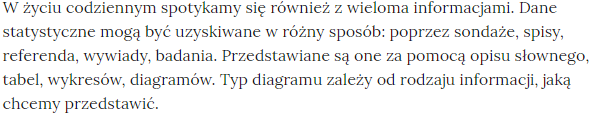 W życiu codziennym spotykamy się również z wieloma informacjami. Dane
statystyczne mogą być uzyskiwane w różny sposób: poprzez sondaże, spisy,
referenda, wywiady, badania. Przedstawiane są one za pomocą opisu słownego,
tabel, wykresów, diagramów. Typ diagramu zależy od rodzaju informacji, jaką
chcemy przedstawić.